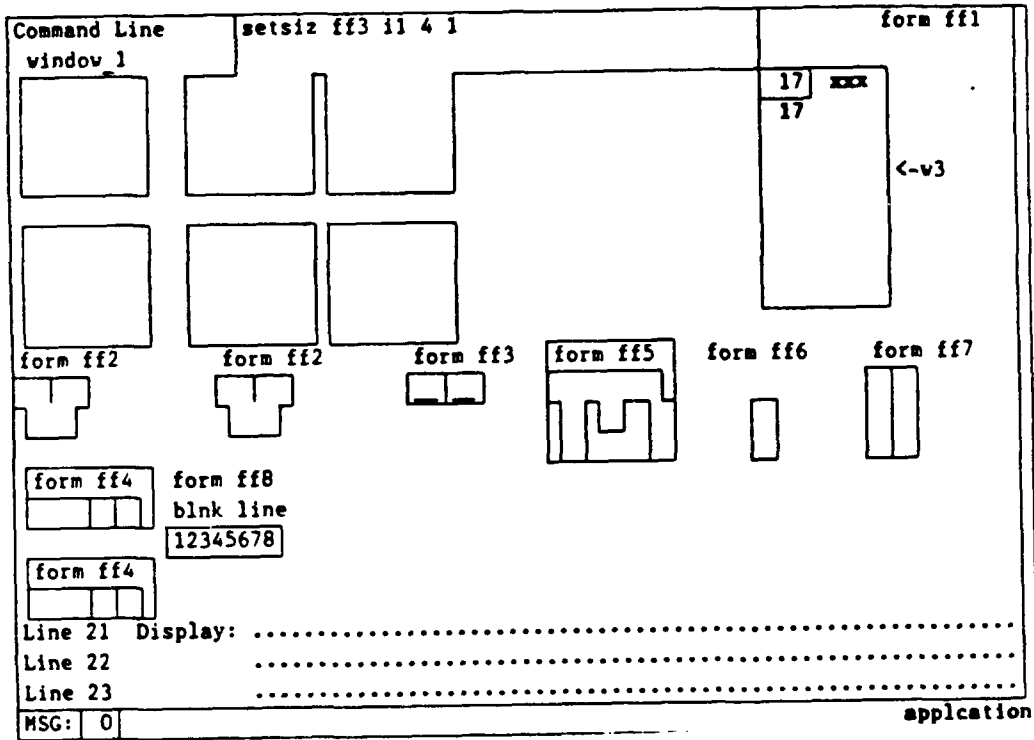 Command Line setsiz ff3 i1 4 1 form ff1
window_1
17 xxx
17
<-w3
form ff2 form ff2 form ff3 form ff5 form ff6 form ff7
form ff4 form ff8
blnk line
12345678
form ff4
Line 21 Display: ............................................................
Line 22 ............................................................
Line 23 ............................................................
MSG: 0 applcation